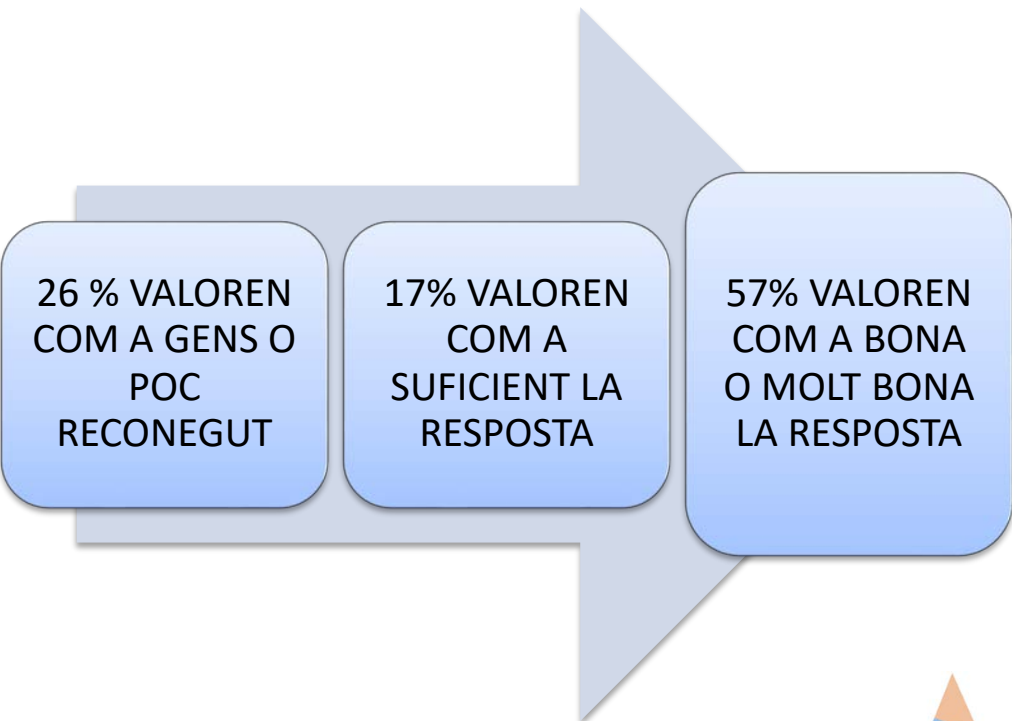 26 % VALOREN
COM A GENS O
POC
RECONEGUT
17% VALOREN
COM A
SUFICIENT LA
RESPOSTA
57% VALOREN
COM A BONA
O MOLT BONA
LA RESPOSTA